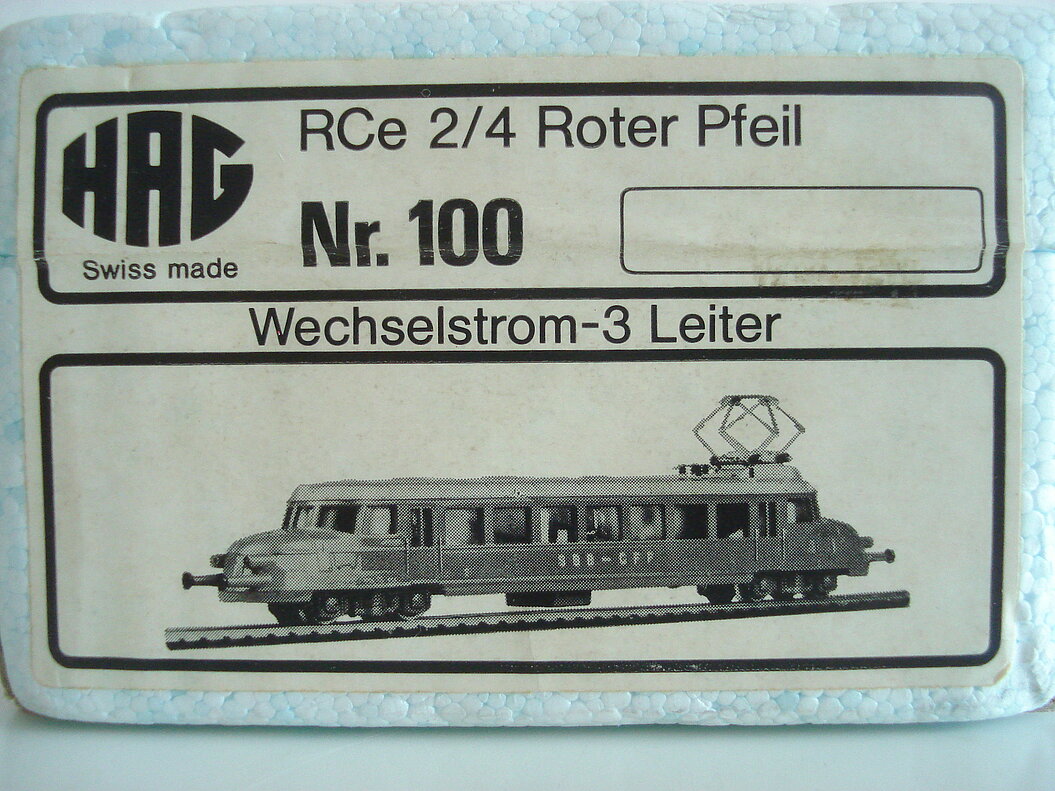 HAG
Swiss made
RCe 2/4 Roter Pfeil
Nr. 100
Wechselstrom-3 Leiter
SBB-CFF